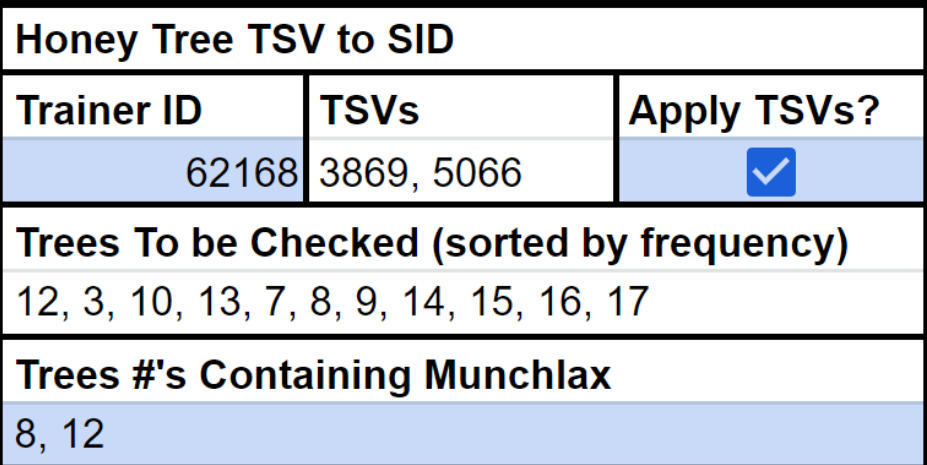 Honey Tree TSV to SID
Trainer ID TSVs Apply TSVs?
62168 3869, 5066
Trees To be Checked (sorted by frequency)
12, 3, 10, 13, 7, 8, 9, 14, 15, 16, 17
Trees #'s Containing Munchlax
8, 12